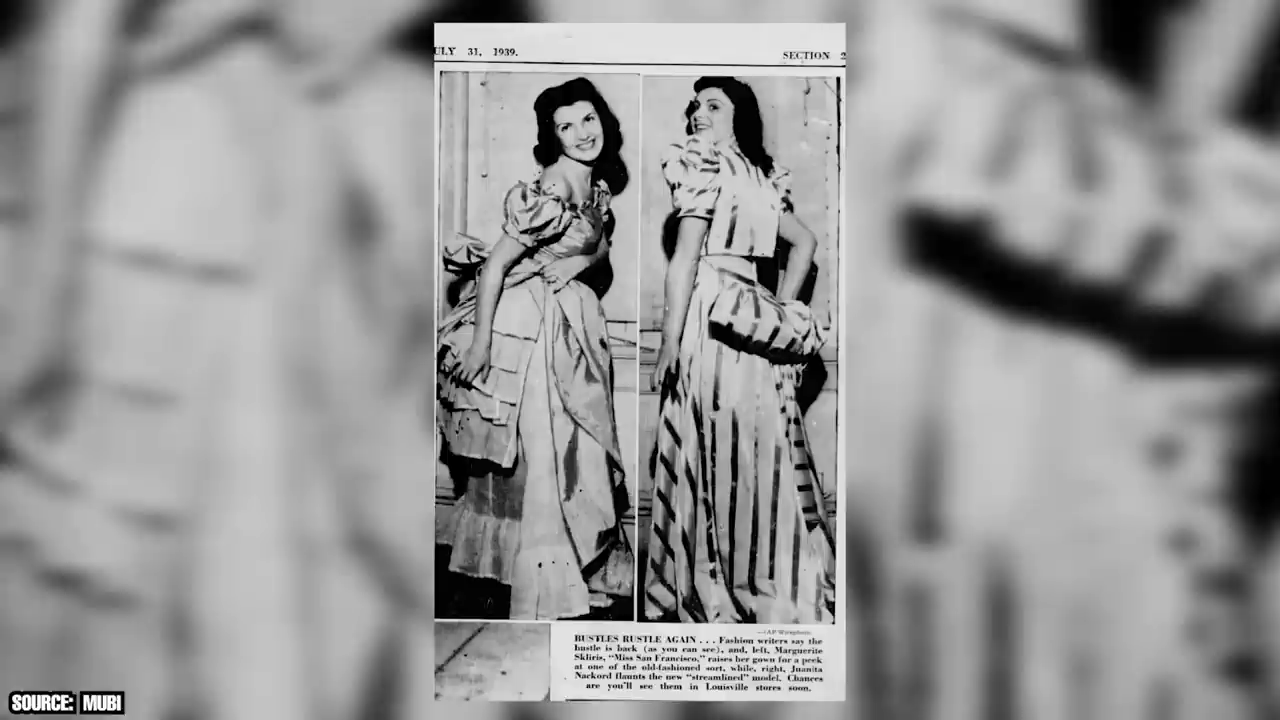 ULY 31, 1939.
SECTION 2
—(AP Wirephoto.
BUSTLES RUSTLE AGAIN . . . Fashion writers say the
bustle is back (as you can see), and, left, Marguerite
Skliris, "Miss San Francisco," raises her gown for a peek
at one of the old-fashioned sort, while, right, Juanita
Nackord flaunts the new "streamlined" model. Chances
are you'll see them in Louisville stores soon.
SOURCE: MUBI